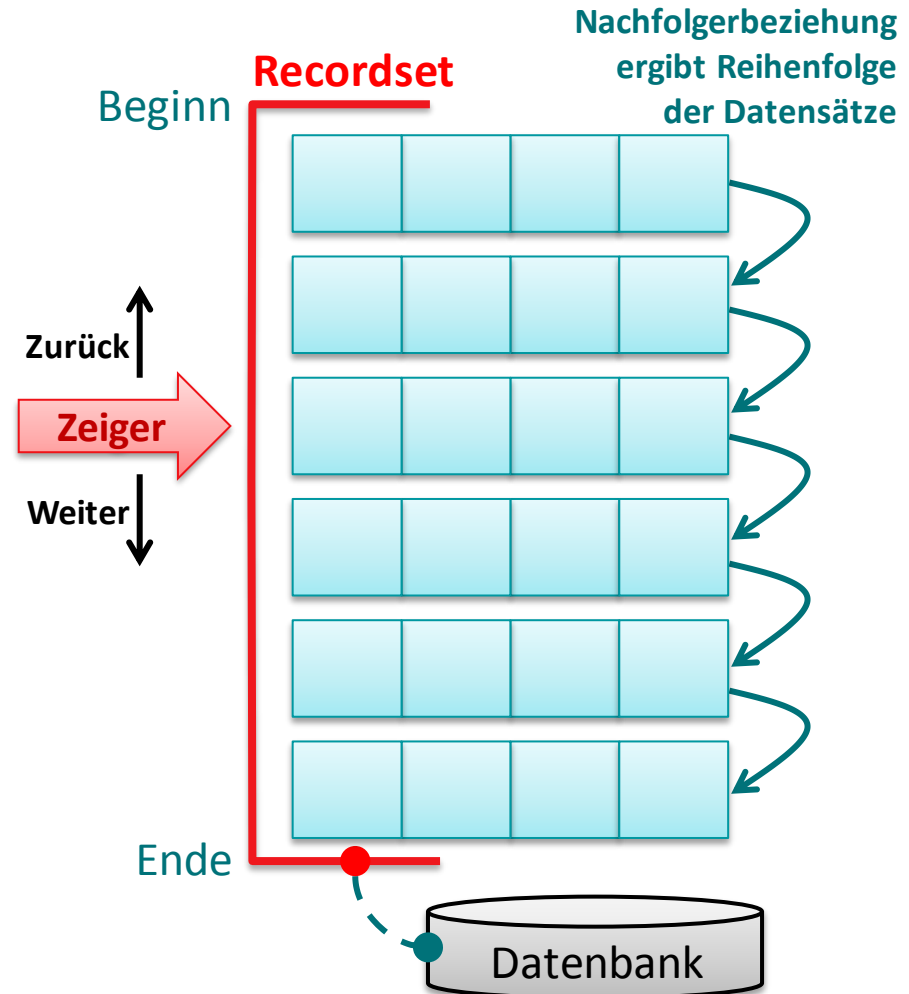 Nachfolgerbeziehung
ergibt Reihenfolge
der Datensätze
Recordset
Beginn
Zurück
Zeiger
Weiter
Ende
Datenbank